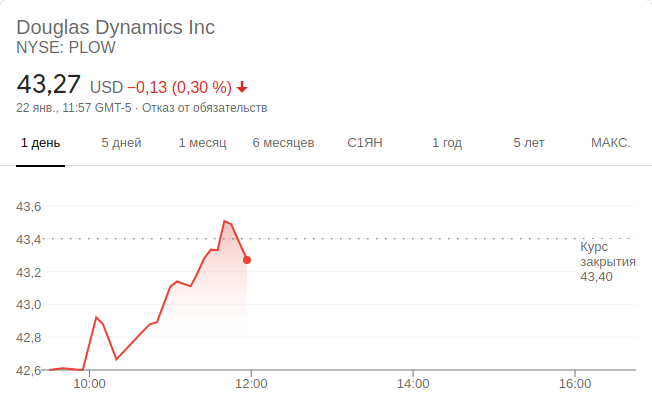 Douglas Dynamics Inc
NYSE: PLOW
43,27 USD −0,13 (0,30 %)
22 янв., 11:57 GMT-5 · Отказ от обязательств
1 день 5 дней 1 месяц 6 месяцев С1ЯН 1 год 5 лет МАКС.
43,6
43,4
Курс
закрытия
43,40
43,2
43,0
42,8
42,6
10:00 12:00 14:00 16:00